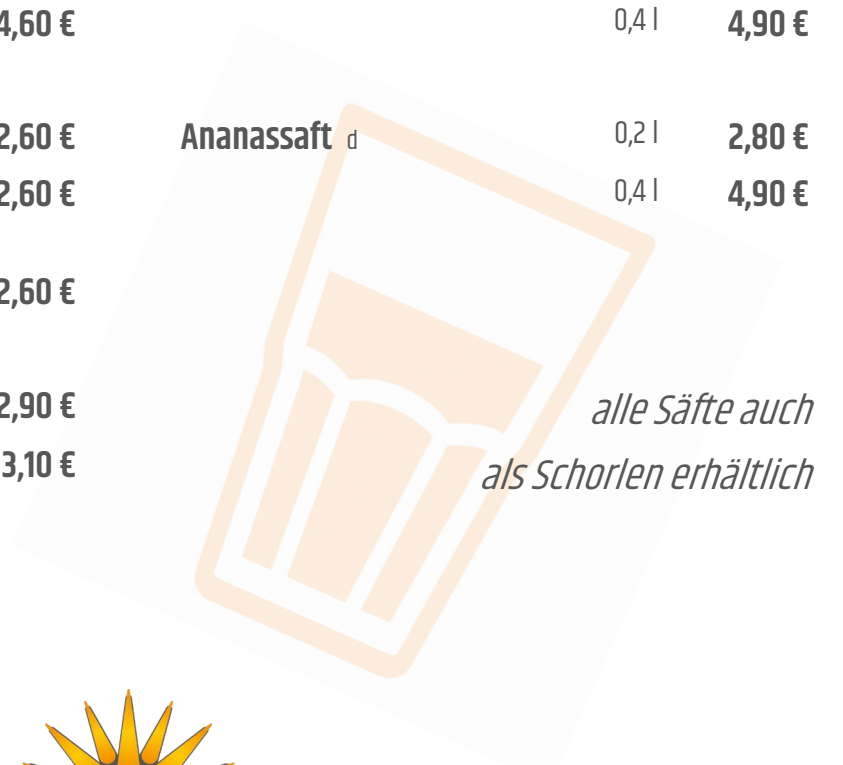 4,60 € 0,4 l 4,90 €
2,60 € Ananassaft d 0,2 l 2,80 €
2,60 € 0,4 l 4,90 €
2,60 €
2,90 € alle Säfte auch
3,10 € als Schorlen erhältlich